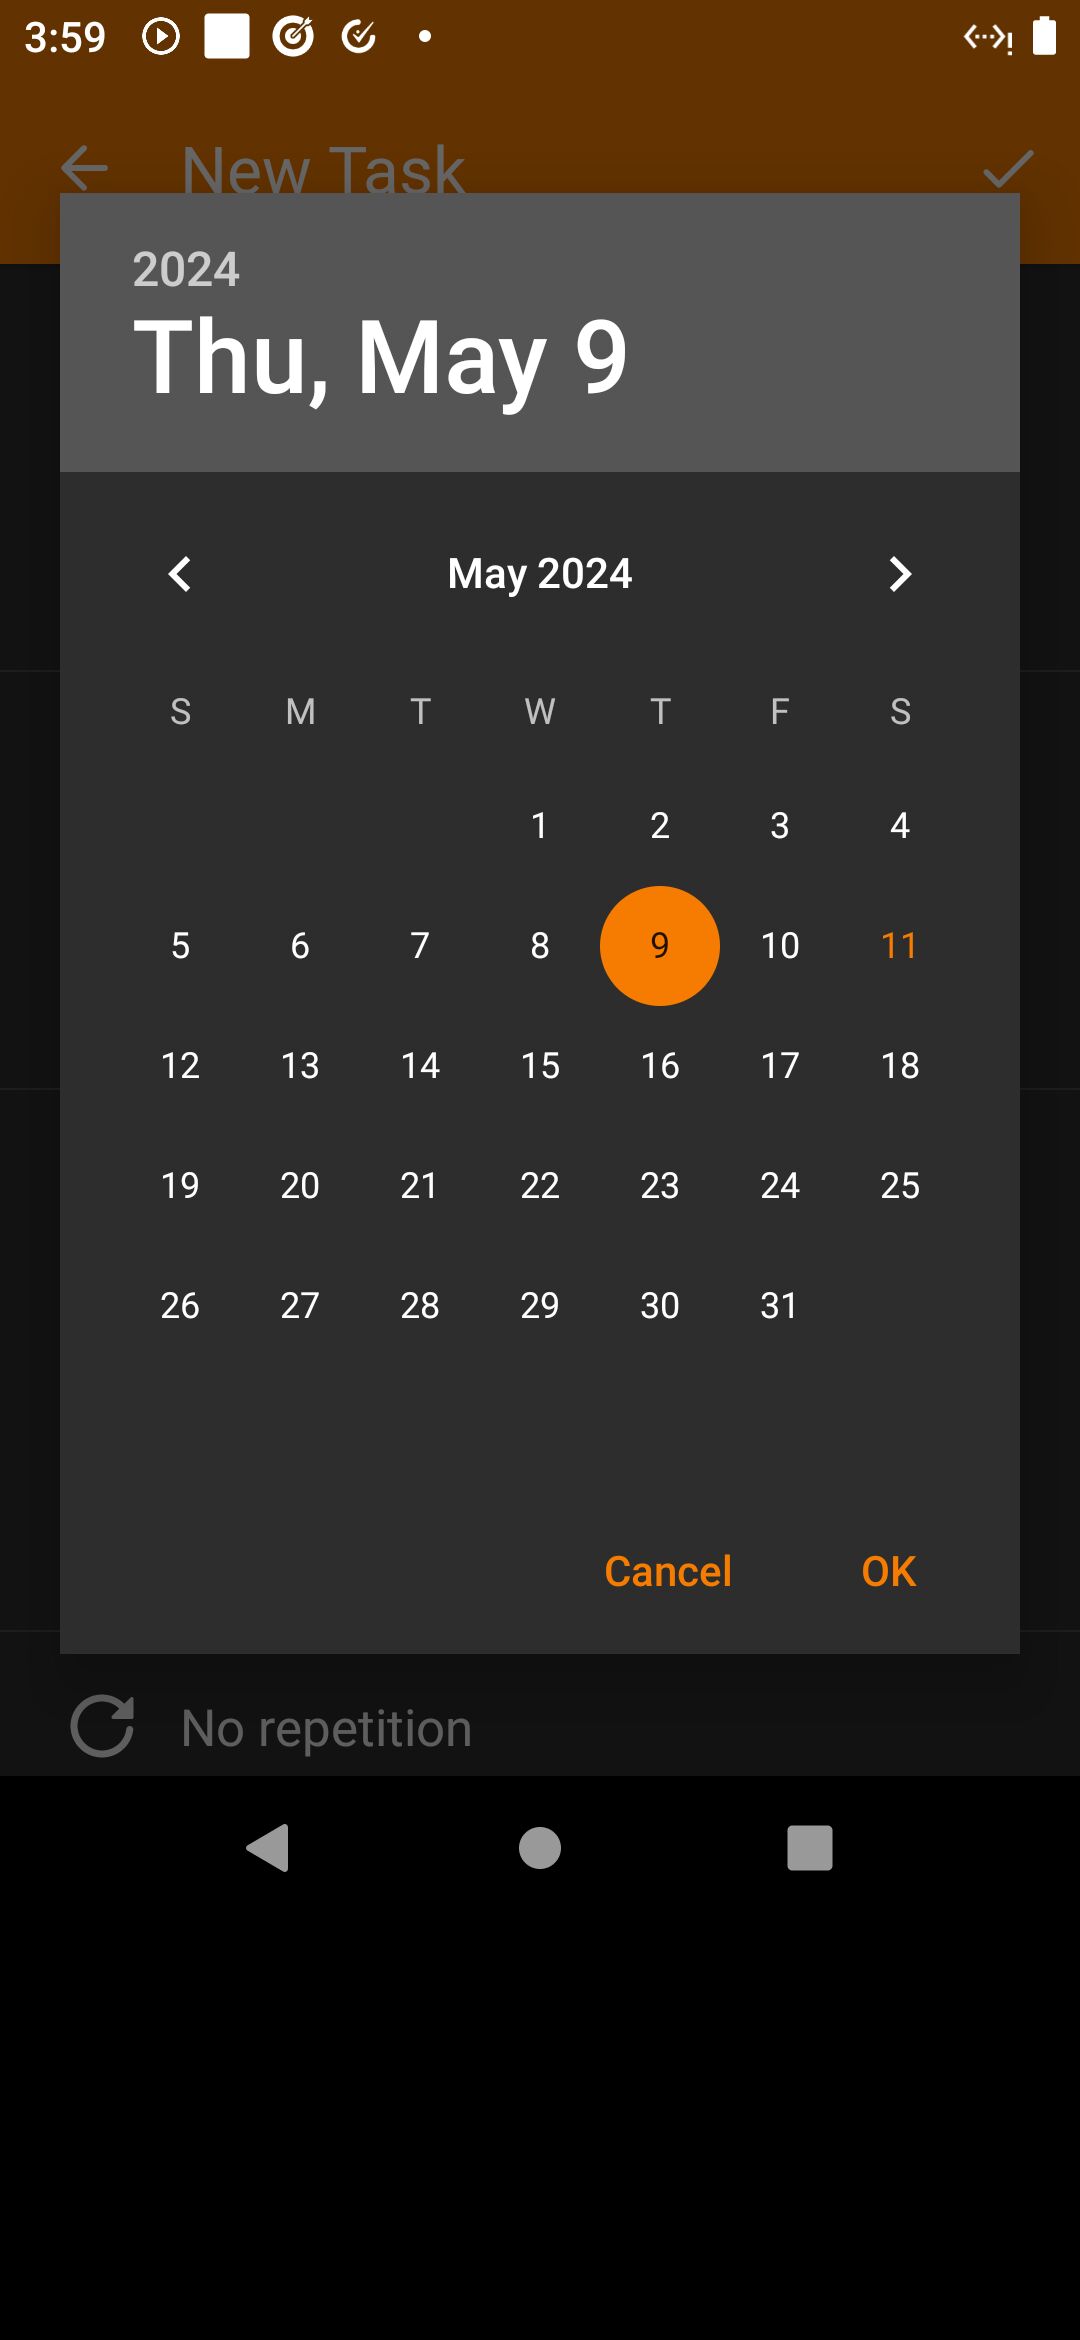 3:59
New Task
2024
Thu, May 9
May 2024
S M T W T F S
1 2 3 4
5 6 7 8 9 10 11
12 13 14 15 16 17 18
19 20 21 22 23 24 25
26 27 28 29 30 31
Cancel OK
No repetition